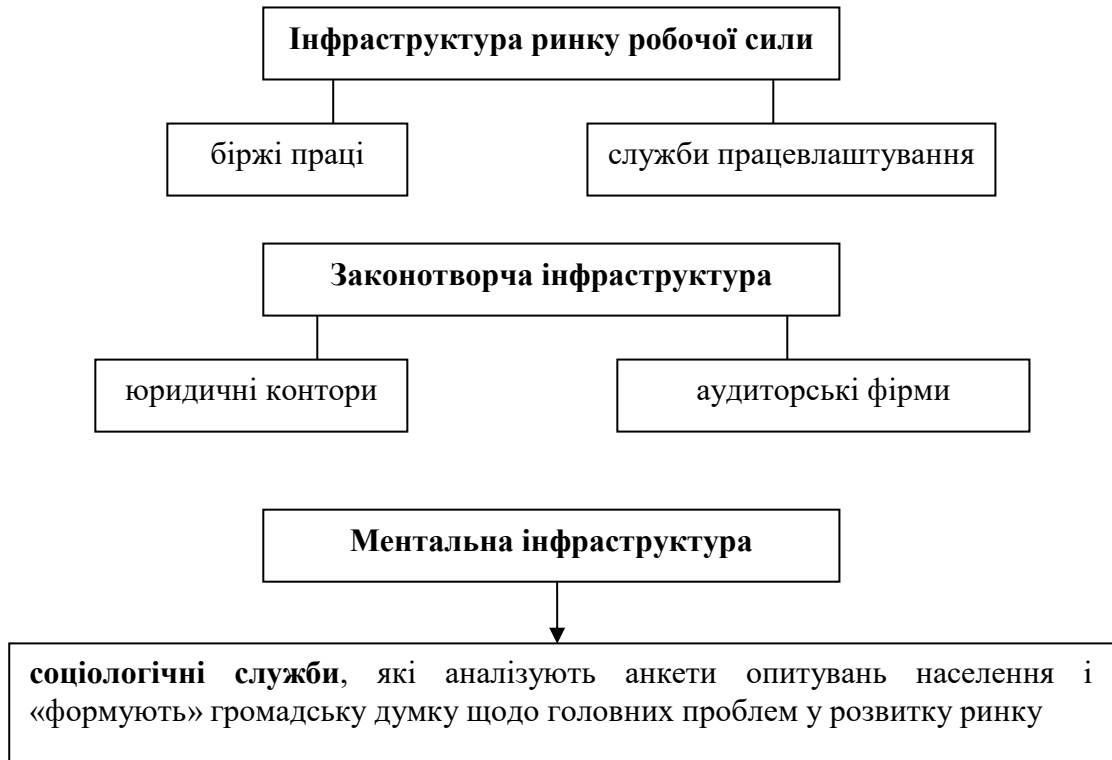 Інфраструктура ринку робочої сили
біржі праці
служби працевлаштування
Законотворча інфраструктура
юридичні контори
аудиторські фірми
Ментальна інфраструктура
соціологічні служби, які аналізують анкети опитувань населення і
«формують» громадську думку щодо головних проблем у розвитку ринку